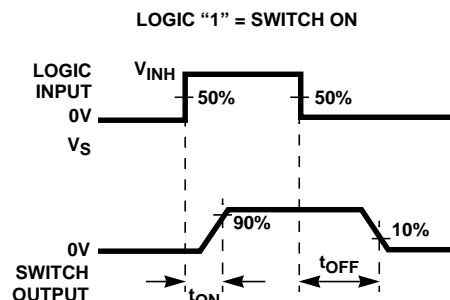 LOGIC “1” = SWITCH ON
LOGIC INPUT
VINH
50%
50%
0V
VS
90%
10%
0V
SWITCH OUTPUT
tON
tOFF